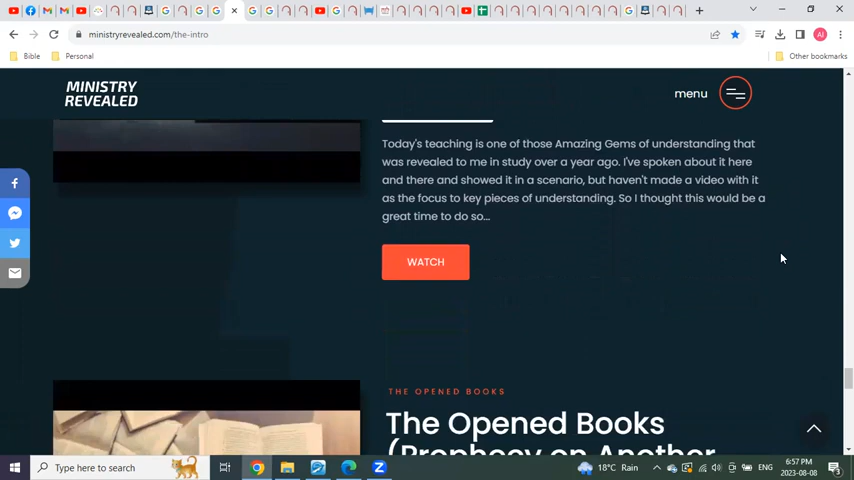 ministryrevealed.com/the-intro
Bible
Personal
Other bookmarks
MINISTRY
REVEALED
menu
Today's teaching is one of those Amazing Gems of understanding that
was revealed to me in study over a year ago. I've spoken about it here
and there and showed it in a scenario, but haven't made a video with it
as the focus to key pieces of understanding. So I thought this would be a
great time to do so...
WATCH
THE OPENED BOOKS
The Opened Books
(Prophecy on Another
Type here to search
18°C Rain
ENG
6:57 PM
2023-08-08